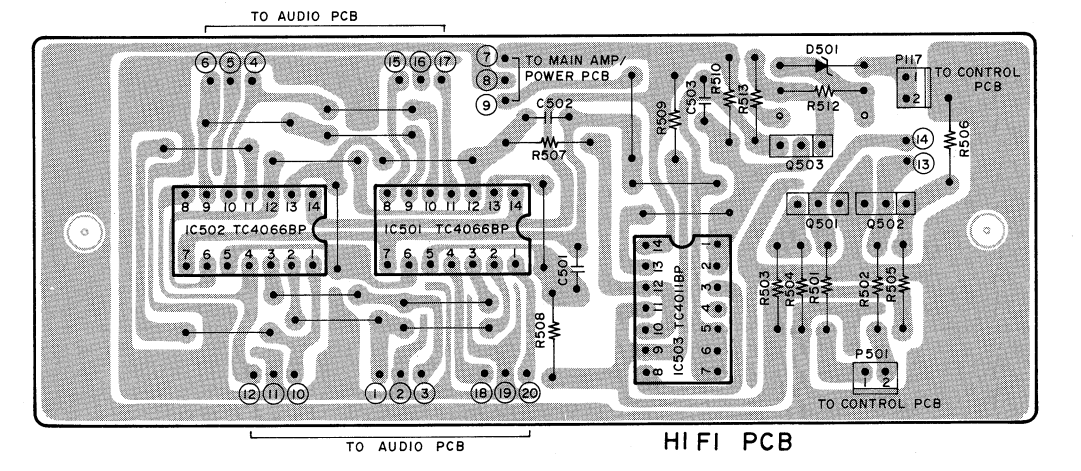 TO AUDIO PCB
6 5 4
15 16 17
7
8
9
TO MAIN AMP/
POWER PCB
C502
R507
R509
C503
R510
R513
D501
R512
Q503
P117
1
2
TO CONTROL
PCB
14
13
R506
8 9 10 11 12 13 14
IC502 TC4066BP
7 6 5 4 3 2 1
8 9 10 11 12 13 14
IC501 TC4066BP
7 6 5 4 3 2 1
C501
R508
14 1
13 2
12 3
11 4
10 5
9 6
8 7
IC503 TC4011BP
Q501
Q502
R503
R504
R501
R502
R505
P501
1 2
TO CONTROL PCB
12 11 10
1 2 3
18 19 20
TO AUDIO PCB
HIFI PCB